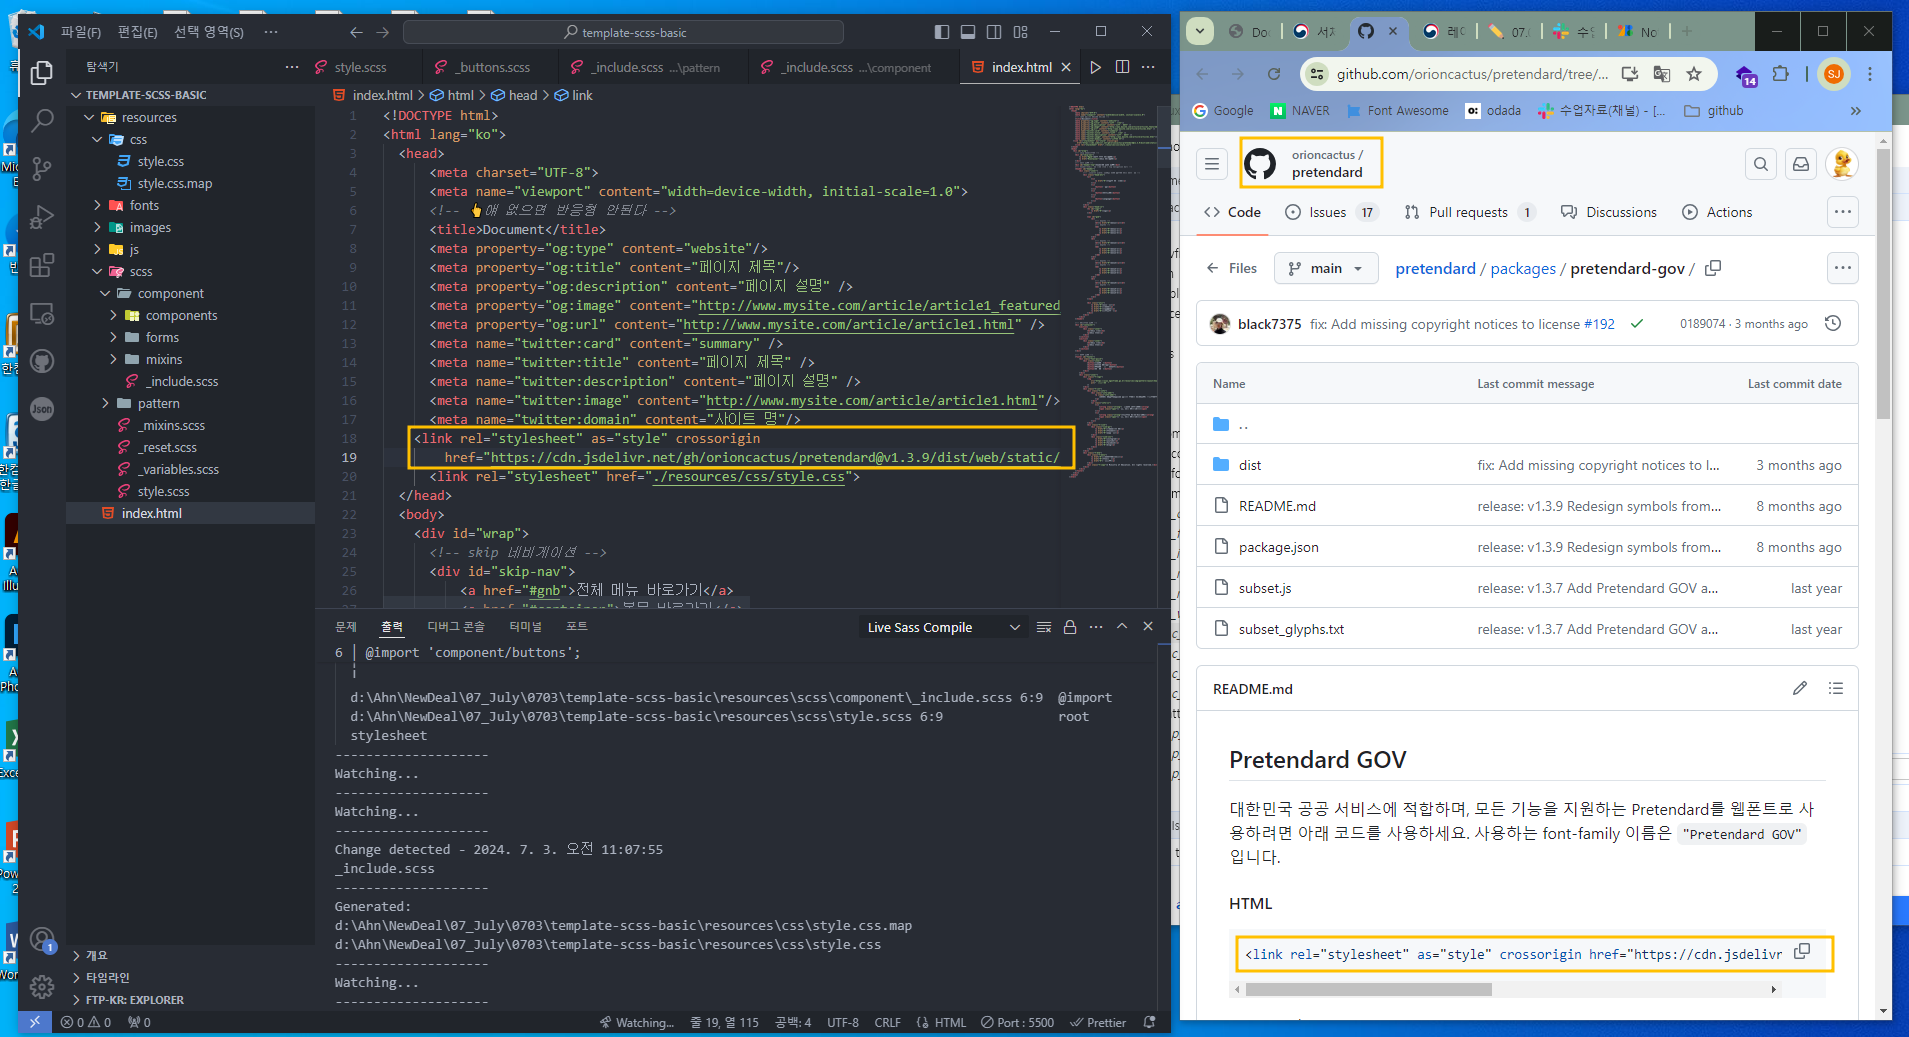 파일(F) 편집(E) 선택 영역(S) ··· template-scss-basic
탐색기 ···
style.scss _buttons.scss _include.scss ...\pattern _include.scss ...\component index.html
index.html > html > head > link
TEMPLATE-SCSS-BASIC
resources
css
style.css
style.css.map
fonts
images
js
scss
component
components
forms
mixins
_include.scss
pattern
_mixins.scss
_reset.scss
_variables.scss
style.scss
index.html
개요
타임라인
FTP-KR: EXPLORER
1 <!DOCTYPE html>
2 <html lang="ko">
3 <head>
4 <meta charset="UTF-8">
5 <meta name="viewport" content="width=device-width, initial-scale=1.0">
6 <!-- 👆얘 없으면 반응형 안된다 -->
7 <title>Document</title>
8 <meta property="og:type" content="website"/>
9 <meta property="og:title" content="페이지 제목"/>
10 <meta property="og:description" content="페이지 설명" />
11 <meta property="og:image" content="http://www.mysite.com/article/article1_featured
12 <meta property="og:url" content="http://www.mysite.com/article/article1.html" />
13 <meta name="twitter:card" content="summary" />
14 <meta name="twitter:title" content="페이지 제목" />
15 <meta name="twitter:description" content="페이지 설명" />
16 <meta name="twitter:image" content="http://www.mysite.com/article/article1.html"/>
17 <meta name="twitter:domain" content="사이트 명"/>
18 <link rel="stylesheet" as="style" crossorigin
19 href="https://cdn.jsdelivr.net/gh/orioncactus/pretendard@v1.3.9/dist/web/static/
20 <link rel="stylesheet" href="./resources/css/style.css">
21 </head>
22 <body>
23 <div id="wrap">
24 <!-- skip 네비게이션 -->
25 <div id="skip-nav">
26 <a href="#gnb">전체 메뉴 바로가기</a>
27 <a href="#container">본문 바로가기</a>
문제 출력 디버그 콘솔 터미널 포트 Live Sass Compile
6 | @import 'component/buttons';
d:\Ahn\NewDeal\07_July\0703\template-scss-basic\resources\scss\component\_include.scss 6:9 @import
d:\Ahn\NewDeal\07_July\0703\template-scss-basic\resources\scss\style.scss 6:9 root
stylesheet
--------------------
Watching...
--------------------
Watching...
--------------------
Change detected - 2024. 7. 3. 오전 11:07:55
_include.scss
--------------------
Generated:
d:\Ahn\NewDeal\07_July\0703\template-scss-basic\resources\css\style.css.map
d:\Ahn\NewDeal\07_July\0703\template-scss-basic\resources\css\style.css
--------------------
Watching...
--------------------
0 0 0 Watching... 줄 19, 열 115 공백: 4 UTF-8 CRLF HTML Port : 5500 Prettier
github.com/orioncactus/pretendard/tree/... 14 SJ
Google NAVER Font Awesome odada 수업자료(채널) - [... github
orioncactus /
pretendard
Code Issues 17 Pull requests 1 Discussions Actions
Files main pretendard / packages / pretendard-gov /
black7375 fix: Add missing copyright notices to license #192 0189074 · 3 months ago
Name Last commit message Last commit date
..
dist fix: Add missing copyright notices to l... 3 months ago
README.md release: v1.3.9 Redesign symbols from... 8 months ago
package.json release: v1.3.9 Redesign symbols from... 8 months ago
subset.js release: v1.3.7 Add Pretendard GOV a... last year
subset_glyphs.txt release: v1.3.7 Add Pretendard GOV a... last year
README.md
Pretendard GOV
대한민국 공공 서비스에 적합하며, 모든 기능을 지원하는 Pretendard를 웹폰트로 사
용하려면 아래 코드를 사용하세요. 사용하는 font-family 이름은 "Pretendard GOV"
입니다.
HTML
<link rel="stylesheet" as="style" crossorigin href="https://cdn.jsdelivr